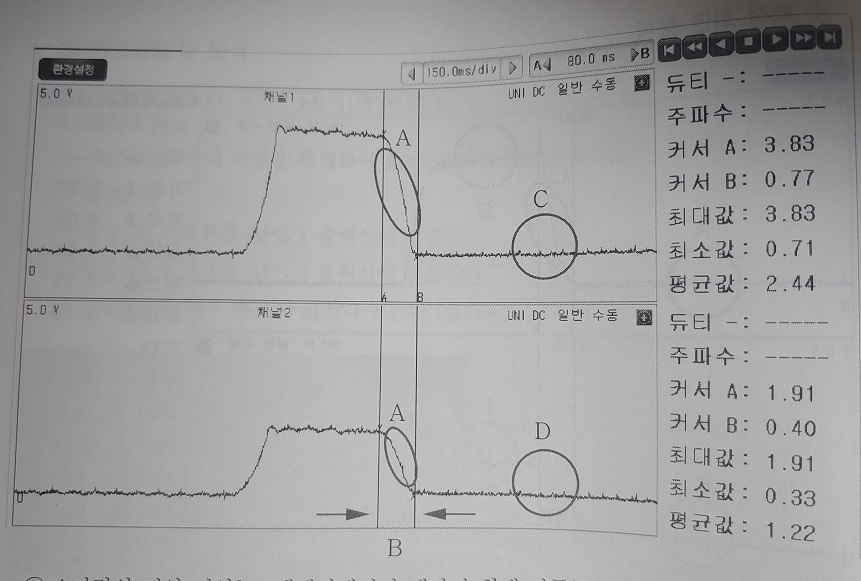 환경설정
150.0ms/div
A 80.0 ns B
5.0 V 채널1 UNI DC 일반 수동
A
C
0
A B
듀티 -: -----
주파수: -----
커서 A: 3.83
커서 B: 0.77
최대값: 3.83
최소값: 0.71
평균값: 2.44
5.0 V 채널2 UNI DC 일반 수동
A
D
0
B
듀티 -: -----
주파수: -----
커서 A: 1.91
커서 B: 0.40
최대값: 1.91
최소값: 0.33
평균값: 1.22